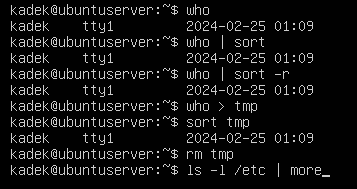 kadek@ubuntuserver:~$ who
kadek    tty1         2024-02-25 01:09
kadek@ubuntuserver:~$ who | sort
kadek    tty1         2024-02-25 01:09
kadek@ubuntuserver:~$ who | sort -r
kadek    tty1         2024-02-25 01:09
kadek@ubuntuserver:~$ who > tmp
kadek@ubuntuserver:~$ sort tmp
kadek    tty1         2024-02-25 01:09
kadek@ubuntuserver:~$ rm tmp
kadek@ubuntuserver:~$ ls -l /etc | more_